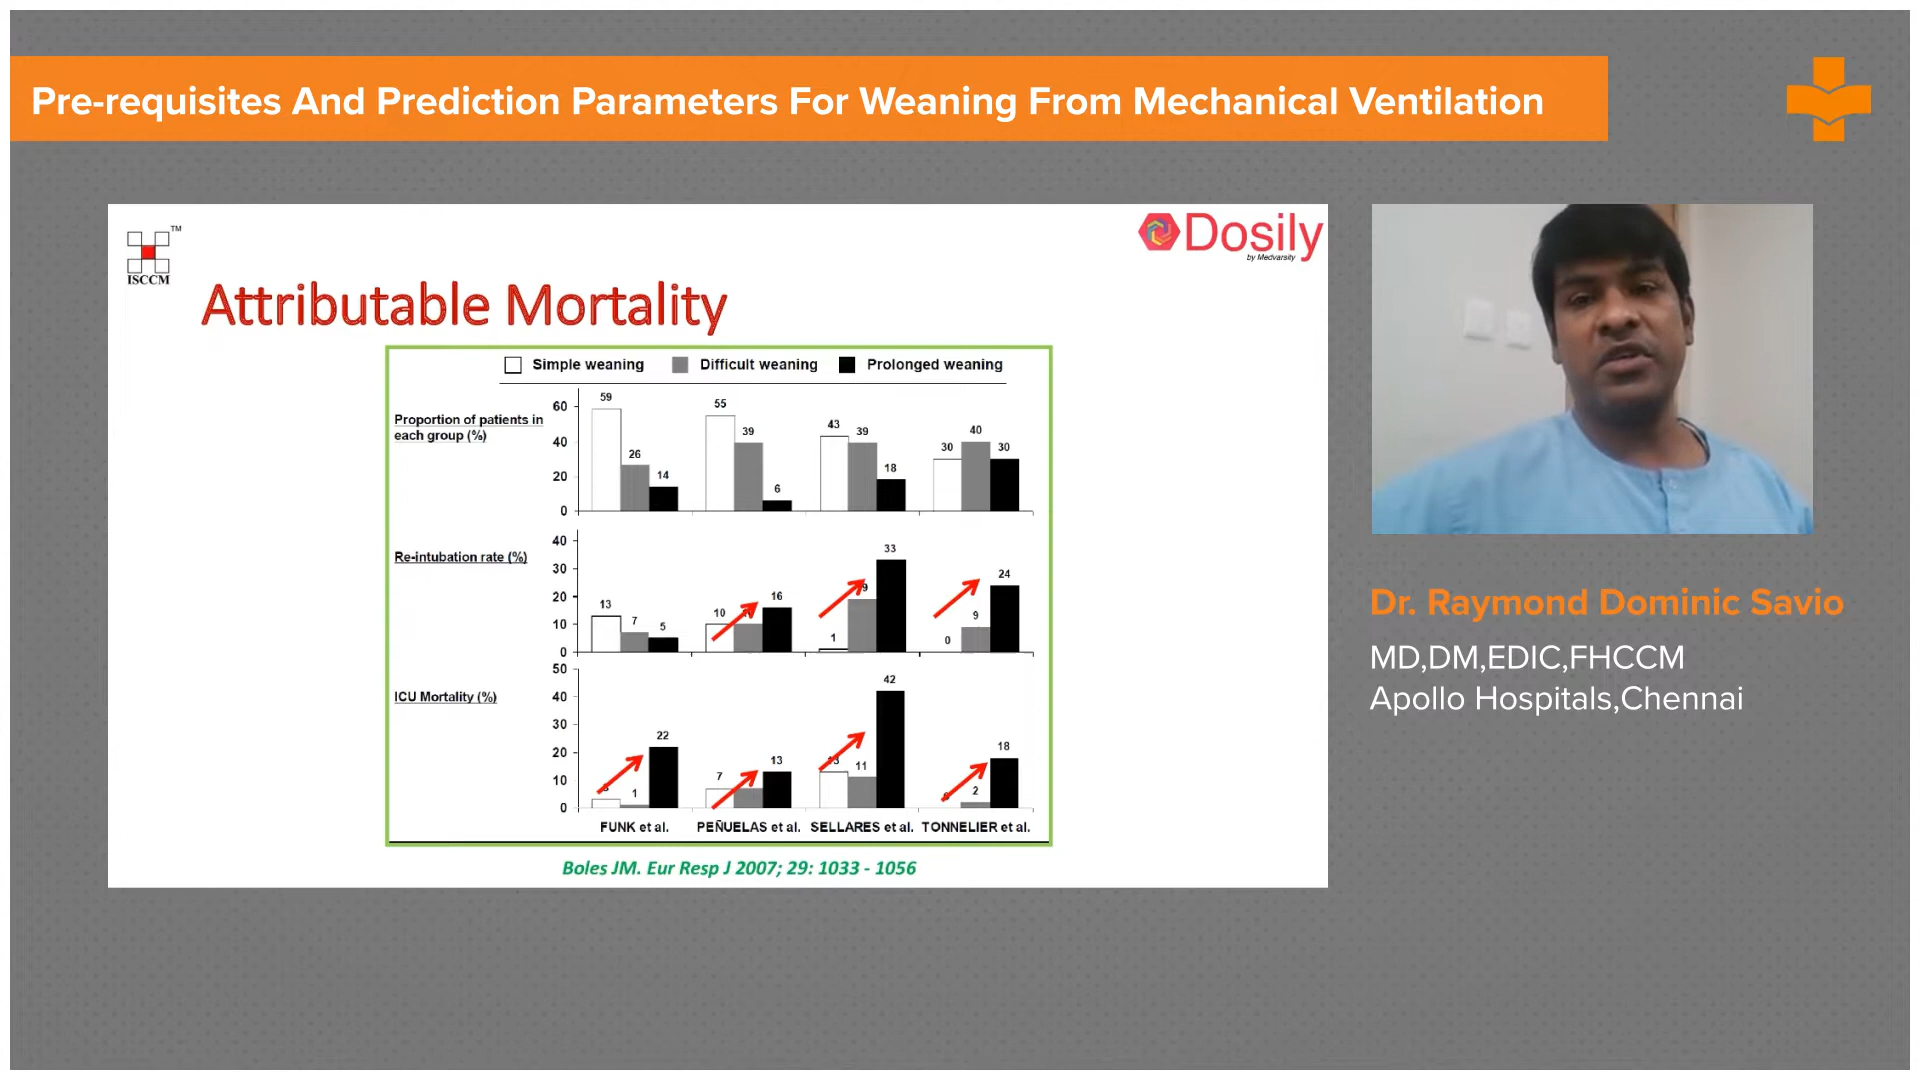 Pre-requisites And Prediction Parameters For Weaning From Mechanical Ventilation
TM
ISCCM
Dosily
by Medvarsity
Attributable Mortality
Simple weaning Difficult weaning Prolonged weaning
Proportion of patients in
each group (%)
60
40
20
0
59 26 14
55 39 6
43 39 18
30 40 30
Re-intubation rate (%)
40
30
20
10
0
13 7 5
10 16
1 33
0 9 24
ICU Mortality (%)
50
40
30
20
10
0
1 22
7 13
11 42
2 18
FUNK et al. PEÑUELAS et al. SELLARES et al. TONNELIER et al.
Boles JM. Eur Resp J 2007; 29: 1033 - 1056
Dr. Raymond Dominic Savio
MD,DM,EDIC,FHCCM
Apollo Hospitals,Chennai